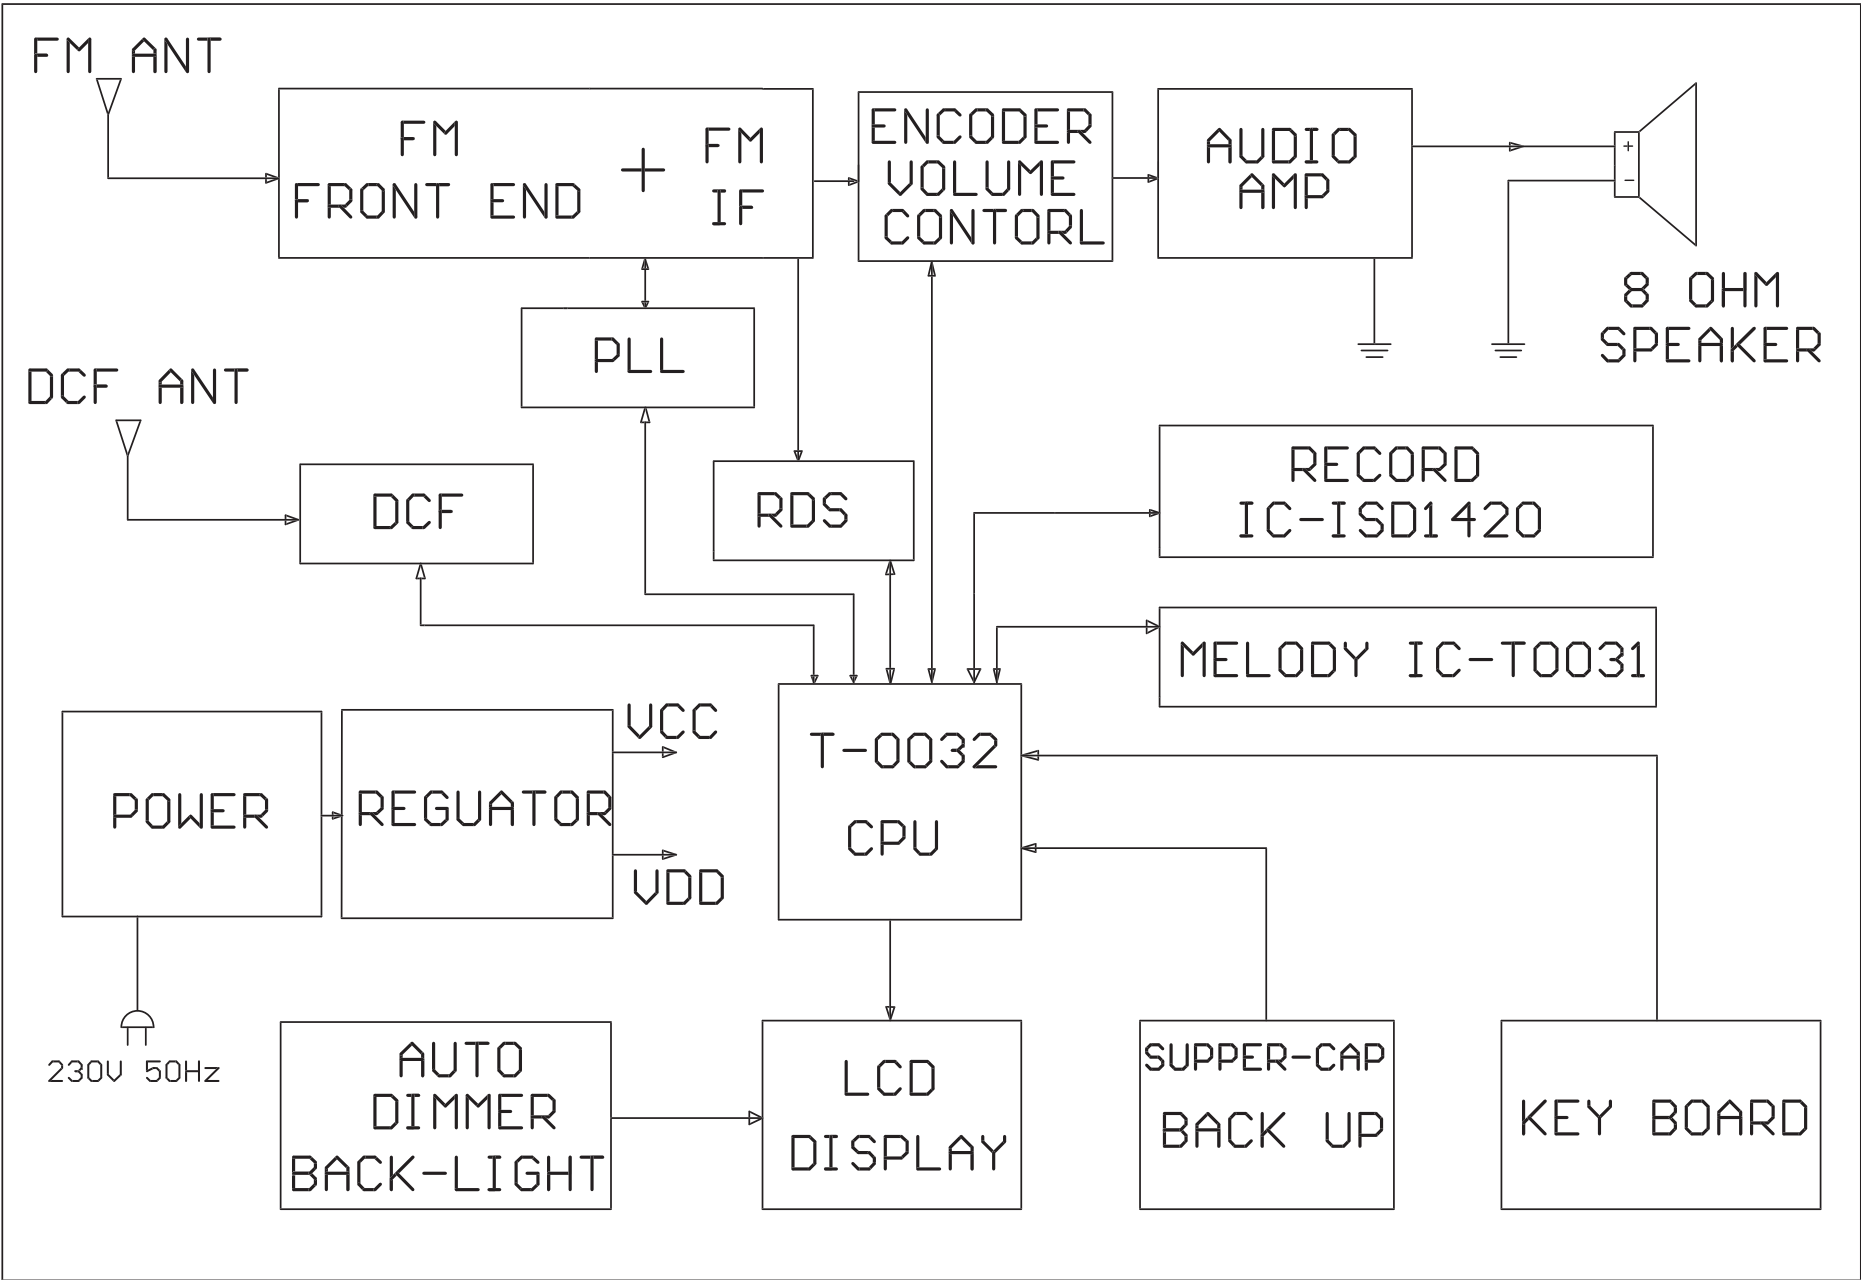 FM ANT
FM
FRONT END
+
FM
IF
ENCODER
VOLUME
CONTORL
AUDIO
AMP
+
-
8 OHM
SPEAKER
PLL
DCF ANT
DCF
RDS
RECORD
IC-ISD1420
MELODY IC-T0031
POWER
REGUATOR
VCC
VDD
T-0032
CPU
230V 50Hz
AUTO
DIMMER
BACK-LIGHT
LCD
DISPLAY
SUPPER-CAP
BACK UP
KEY BOARD